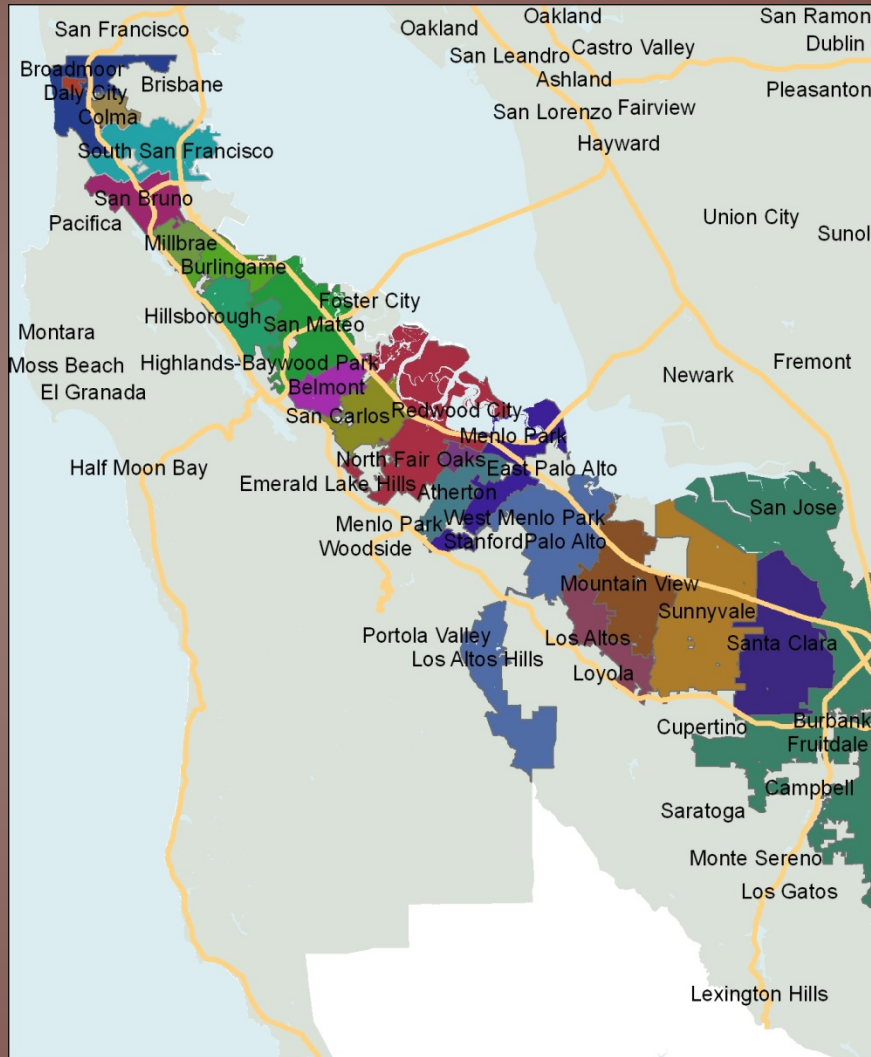 San Francisco
Oakland
Oakland
San Ramon
San Leandro
Castro Valley
Dublin
Broadmoor
Brisbane
Ashland
Pleasanton
Daly City
Colma
San Lorenzo
Fairview
Hayward
South San Francisco
San Bruno
Pacifica
Union City
Sunol
Millbrae
Burlingame
Foster City
Hillsborough
San Mateo
Montara
Moss Beach
Highlands-Baywood Park
Fremont
Newark
El Granada
Belmont
San Carlos
Redwood City
Menlo Park
Half Moon Bay
North Fair Oaks
East Palo Alto
Emerald Lake Hills
Atherton
San Jose
Menlo Park
West Menlo Park
Woodside
Stanford
Palo Alto
Mountain View
Sunnyvale
Portola Valley
Los Altos
Santa Clara
Los Altos Hills
Loyola
Cupertino
Burbank
Fruitdale
Campbell
Saratoga
Monte Sereno
Los Gatos
Lexington Hills